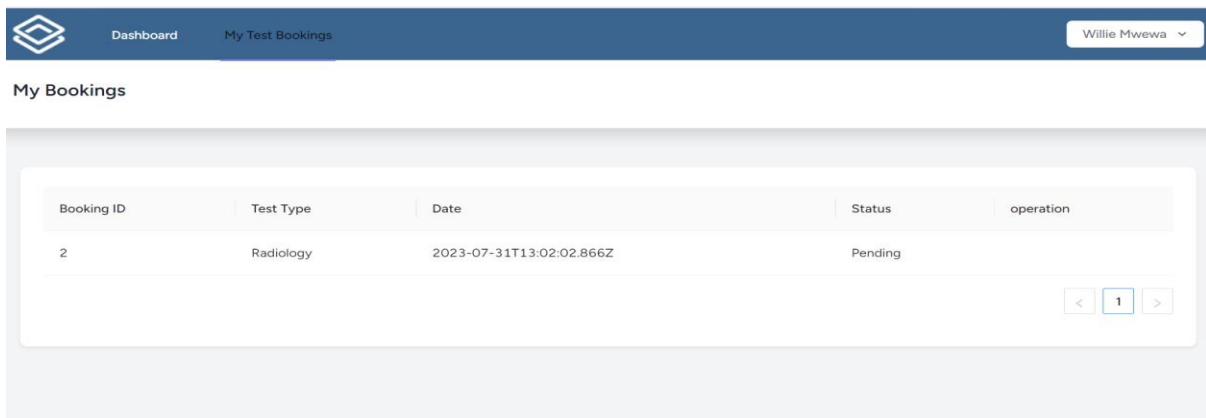 Dashboard My Test Bookings Willie Mwewa
My Bookings
Booking ID Test Type Date Status operation
2 Radiology 2023-07-31T13:02:02.866Z Pending
< 1 >